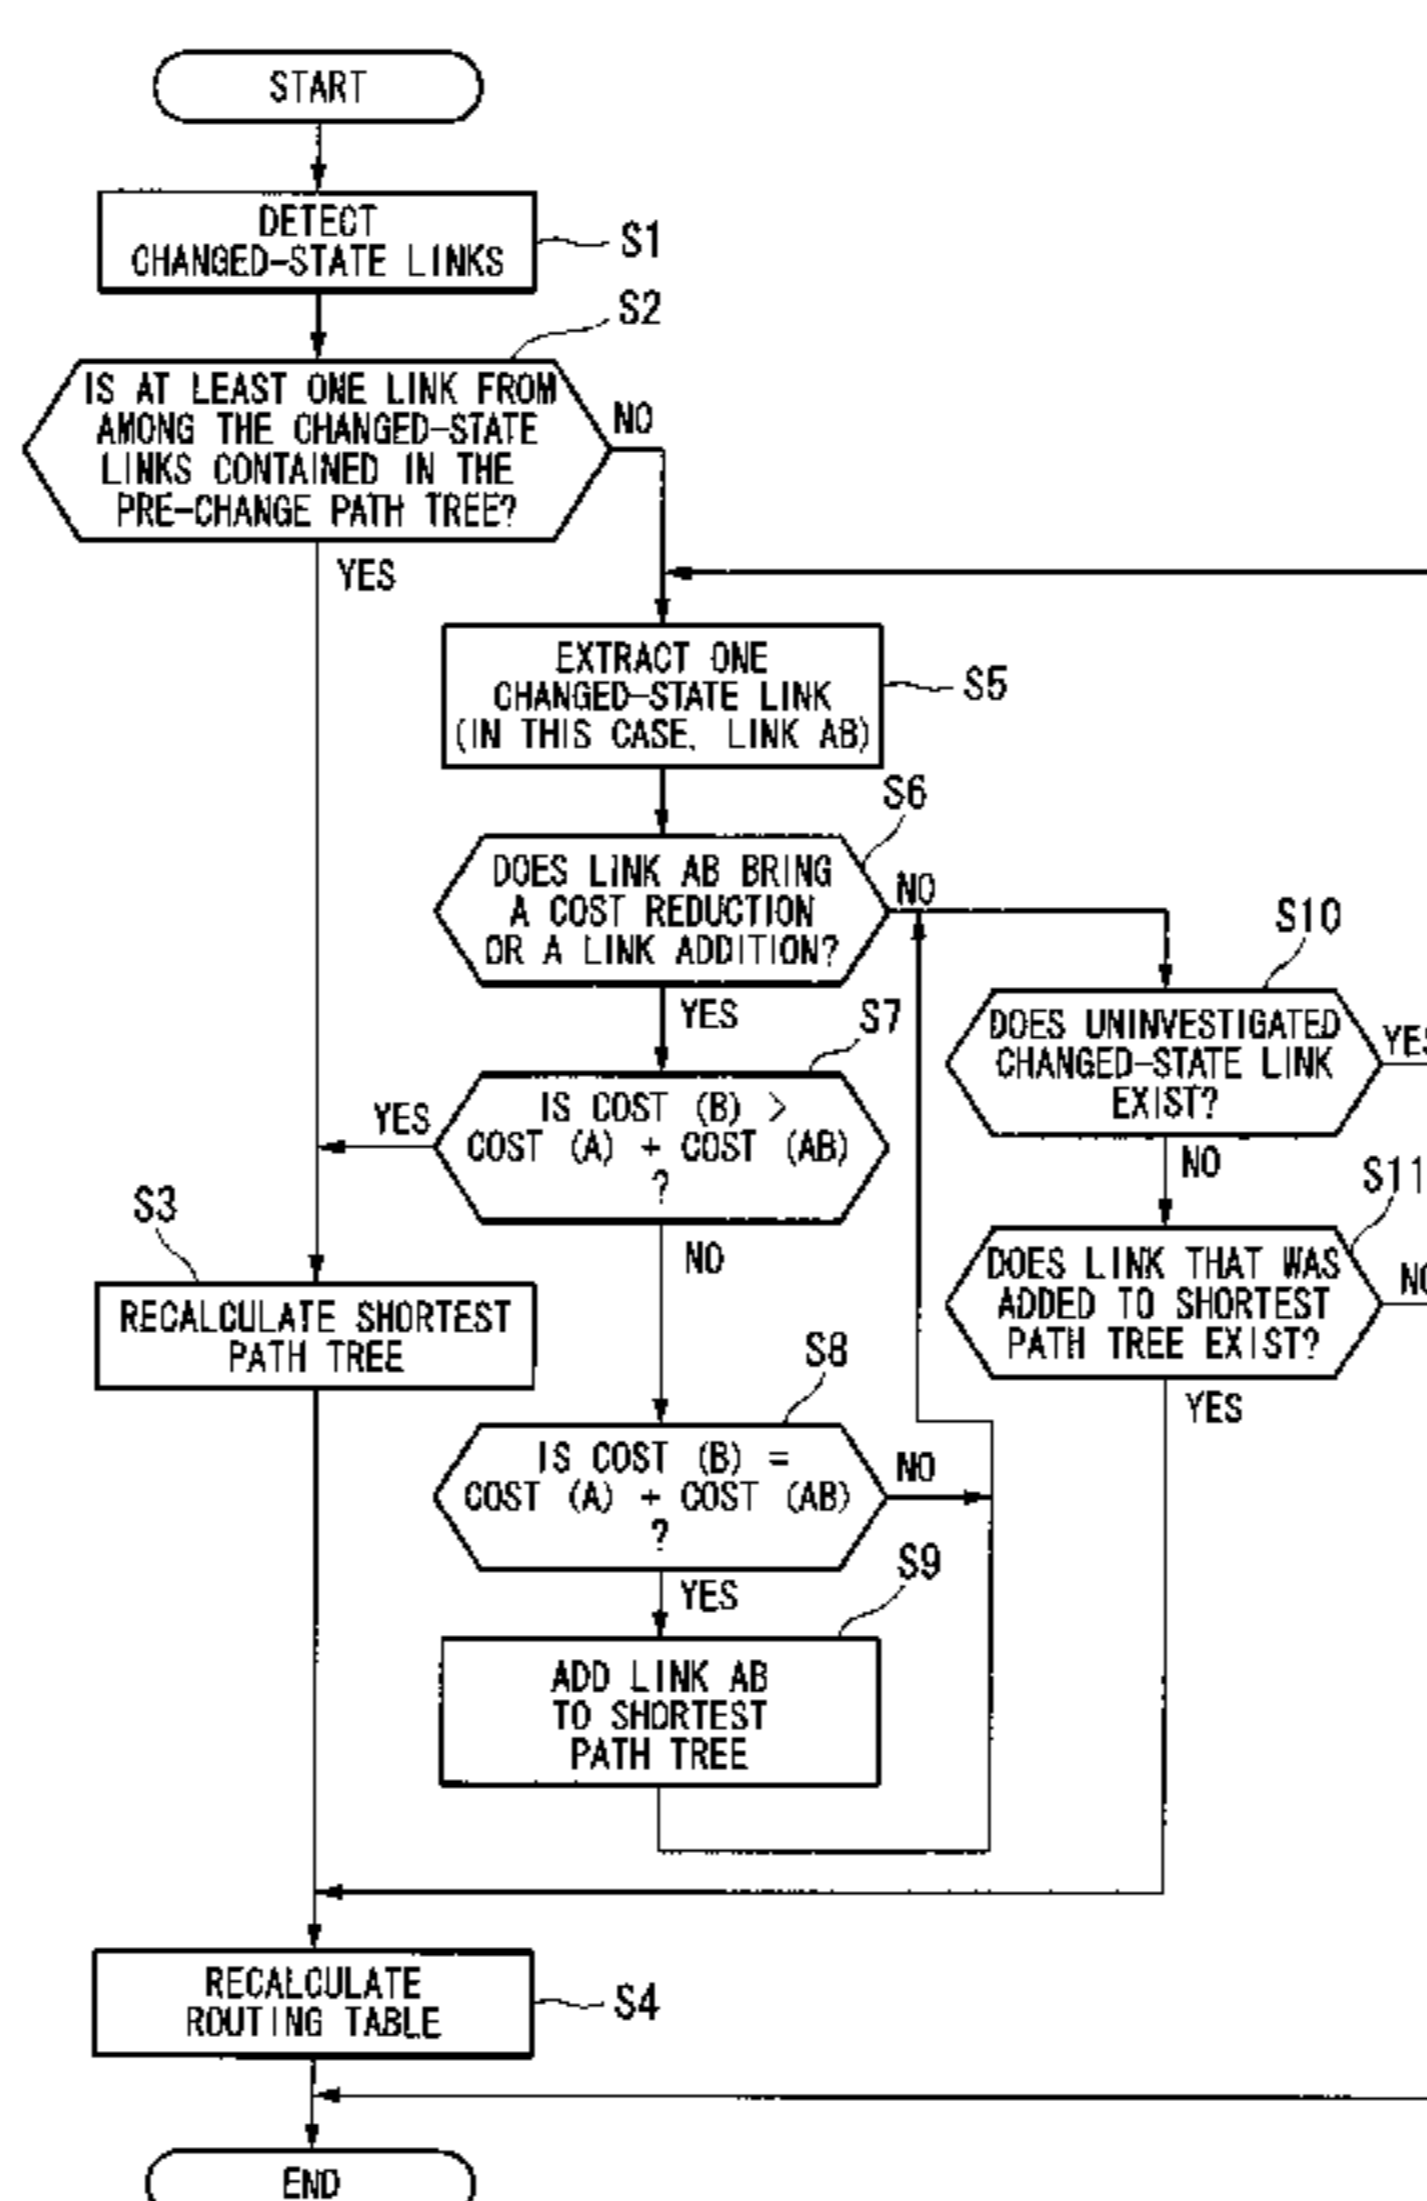 START
DETECT
CHANGED-STATE LINKS
S1
S2
IS AT LEAST ONE LINK FROM
AMONG THE CHANGED-STATE
LINKS CONTAINED IN THE
PRE-CHANGE PATH TREE?
NO
YES
EXTRACT ONE
CHANGED-STATE LINK
(IN THIS CASE, LINK AB)
S5
S6
DOES LINK AB BRING
A COST REDUCTION
OR A LINK ADDITION?
NO
YES
S10
DOES UNINVESTIGATED
CHANGED-STATE LINK
EXIST?
YES
NO
S7
IS COST (B) >
COST (A) + COST (AB)
?
YES
NO
S11
DOES LINK THAT WAS
ADDED TO SHORTEST
PATH TREE EXIST?
NO
YES
S3
RECALCULATE SHORTEST
PATH TREE
S8
IS COST (B) =
COST (A) + COST (AB)
?
NO
YES
S9
ADD LINK AB
TO SHORTEST
PATH TREE
RECALCULATE
ROUTING TABLE
S4
END